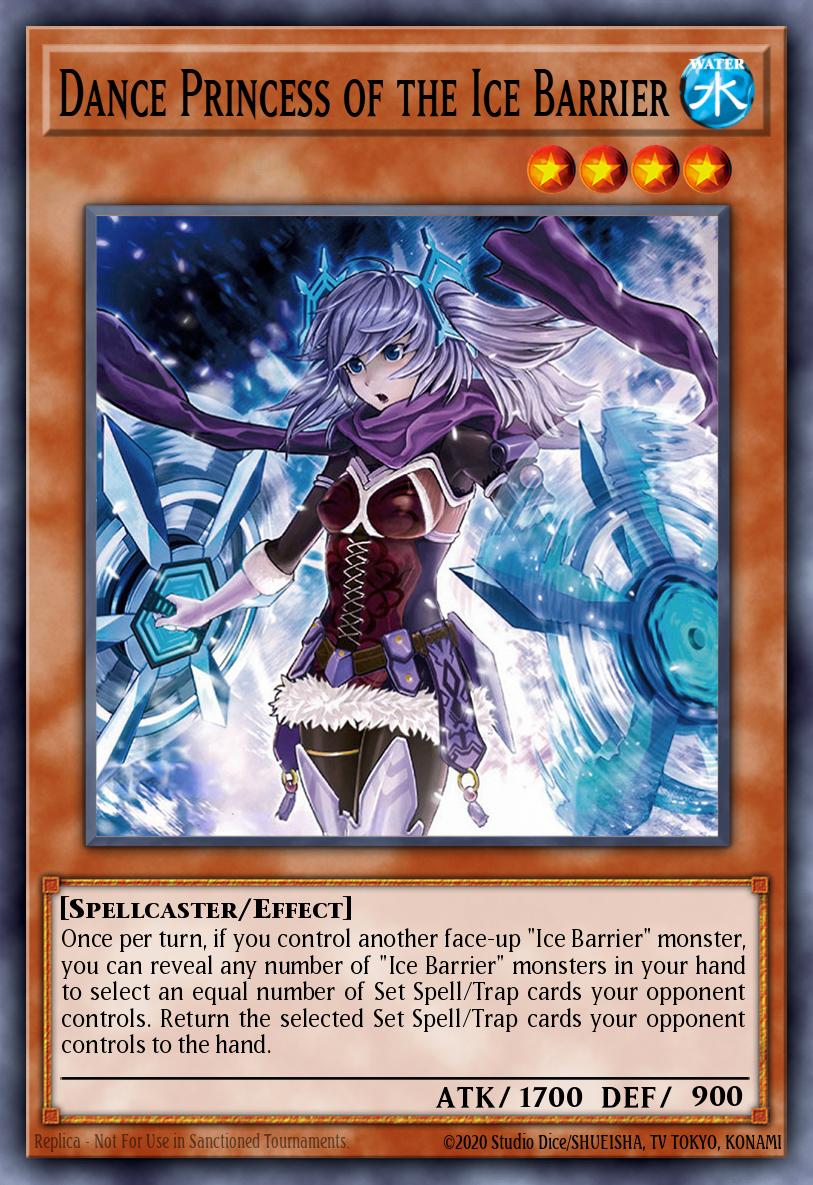 Dance Princess of the Ice Barrier
WATER
水
[Spellcaster/Effect]
Once per turn, if you control another face-up "Ice Barrier" monster,
you can reveal any number of "Ice Barrier" monsters in your hand
to select an equal number of Set Spell/Trap cards your opponent
controls. Return the selected Set Spell/Trap cards your opponent
controls to the hand.
ATK/ 1700 DEF/ 900
Replica - Not For Use in Sanctioned Tournaments.
©2020 Studio Dice/SHUEISHA, TV TOKYO, KONAMI